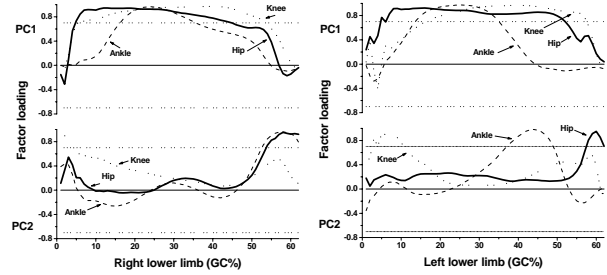 PC1
Factor loading
0.8
0.4
0.0
-0.4
-0.8
Ankle
Knee
Hip
PC2
Factor loading
0.8
0.4
0.0
-0.4
-0.8
Knee
Hip
Ankle
0 10 20 30 40 50 60
Right lower limb (GC%)
PC1
Factor loading
0.8
0.4
0.0
-0.4
-0.8
Knee
Hip
Ankle
PC2
Factor loading
0.8
0.4
0.0
-0.4
-0.8
Knee
Ankle
Hip
0 10 20 30 40 50 60
Left lower limb (GC%)